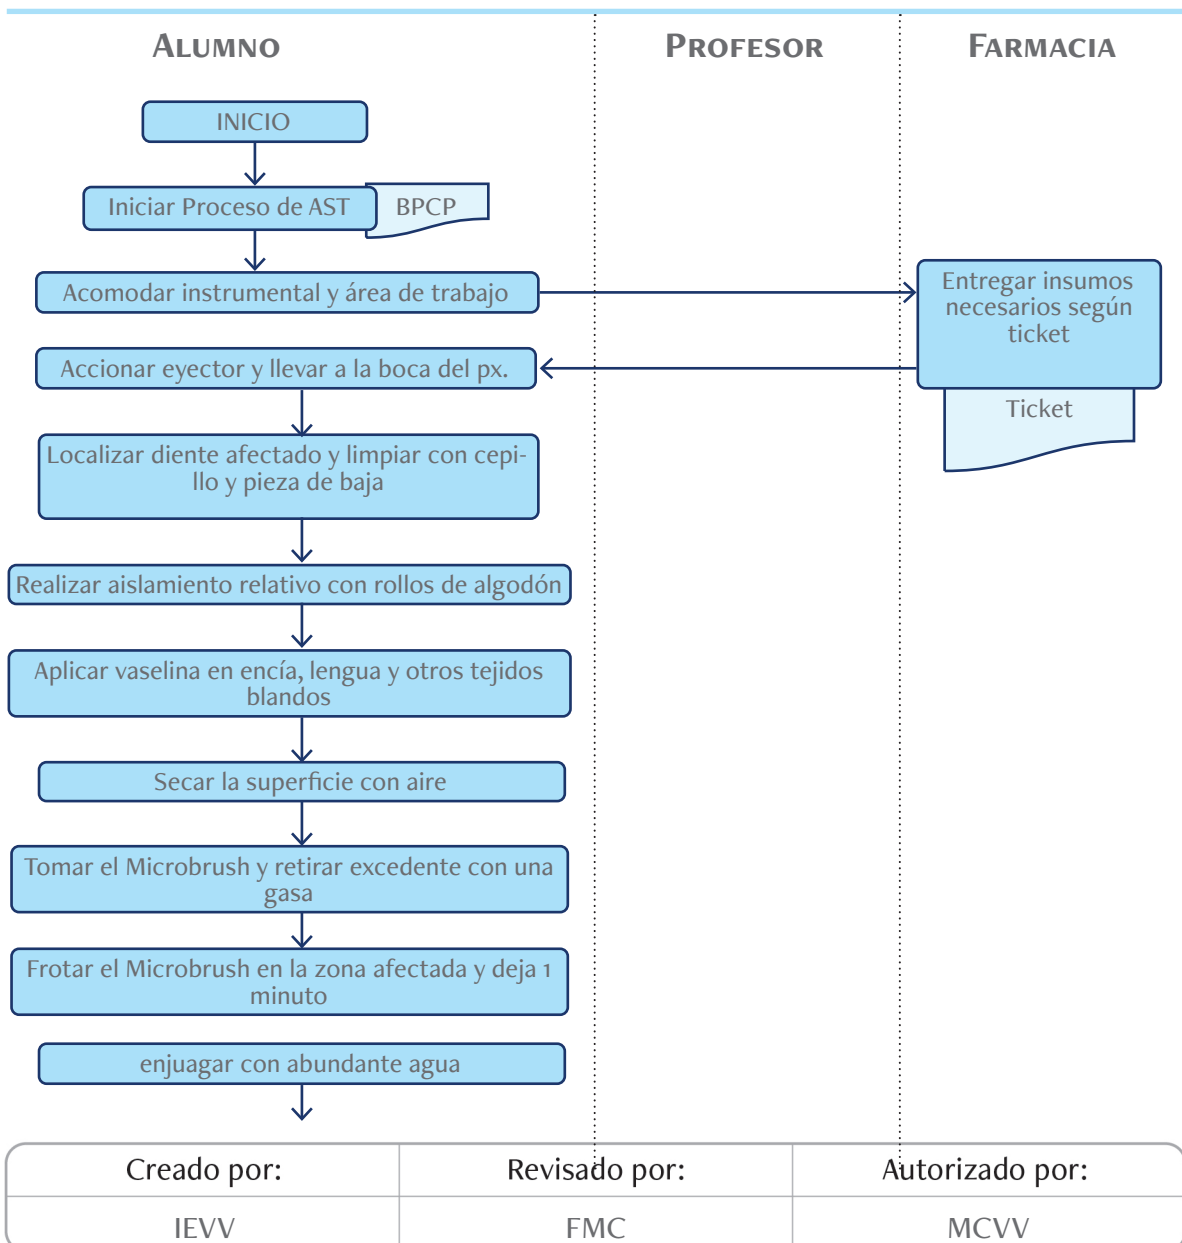 ALUMNO
PROFESOR
FARMACIA
INICIO
Iniciar Proceso de AST
BPCP
Acomodar instrumental y área de trabajo
Entregar insumos
necesarios según
ticket
Accionar eyector y llevar a la boca del px.
Ticket
Localizar diente afectado y limpiar con cepi-
llo y pieza de baja
Realizar aislamiento relativo con rollos de algodón
Aplicar vaselina en encía, lengua y otros tejidos
blandos
Secar la superficie con aire
Tomar el Microbrush y retirar excedente con una
gasa
Frotar el Microbrush en la zona afectada y deja 1
minuto
enjuagar con abundante agua
Creado por:
Revisado por:
Autorizado por:
IEVV
FMC
MCVV